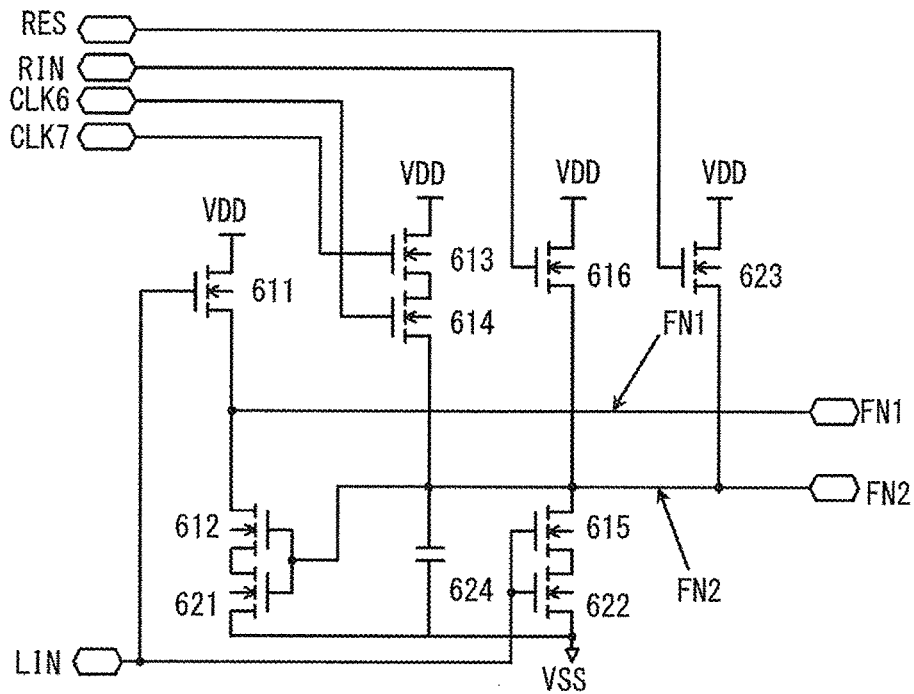 RES
RIN
CLK6
CLK7
VDD
VDD
VDD
VDD
613
616
623
611
614
FN1
FN1
FN2
612
615
621
624
622
FN2
LIN
VSS